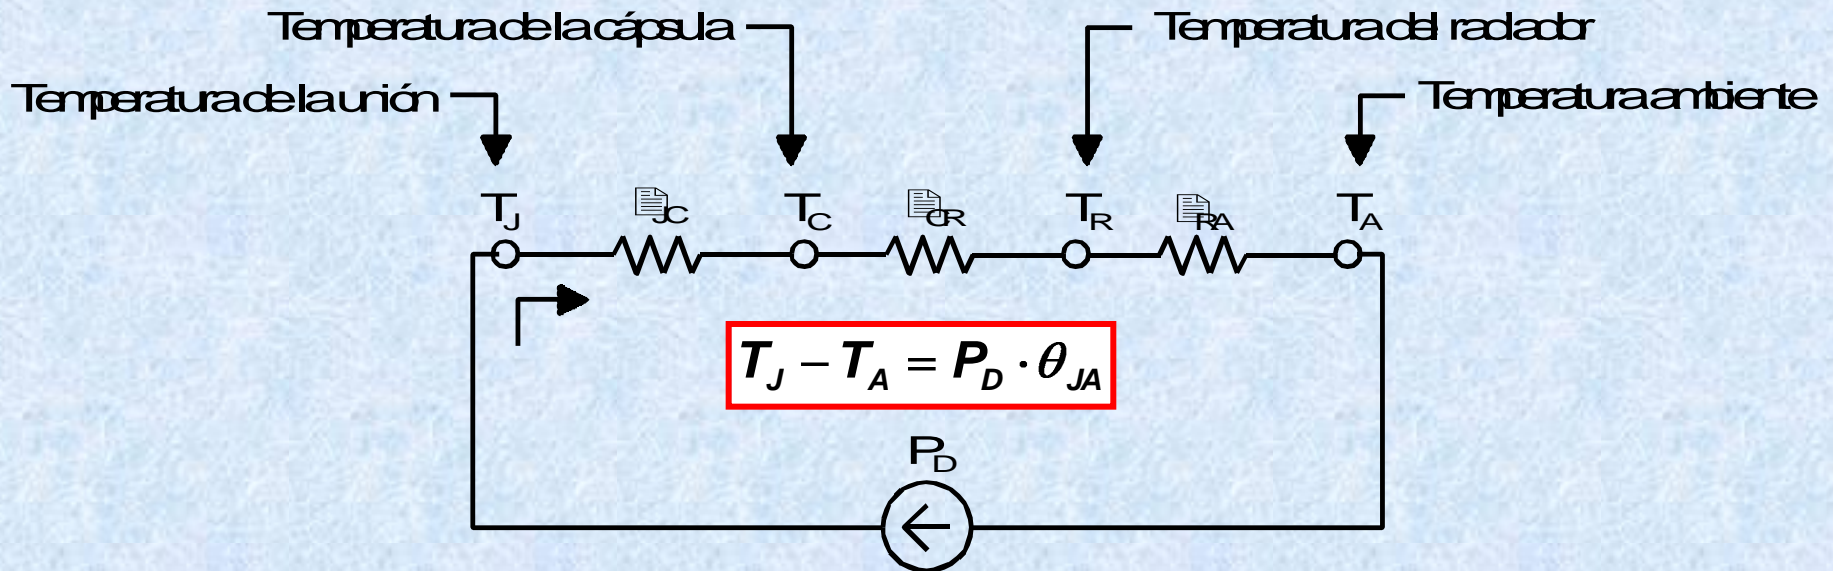 Temperatura de la cápsula
Temperatura del radiador
Temperatura de la unión
Temperatura ambiente
T_J
JC
T_C
CR
T_R
RA
T_A
T_J − T_A = P_D · θ_JA
P_D